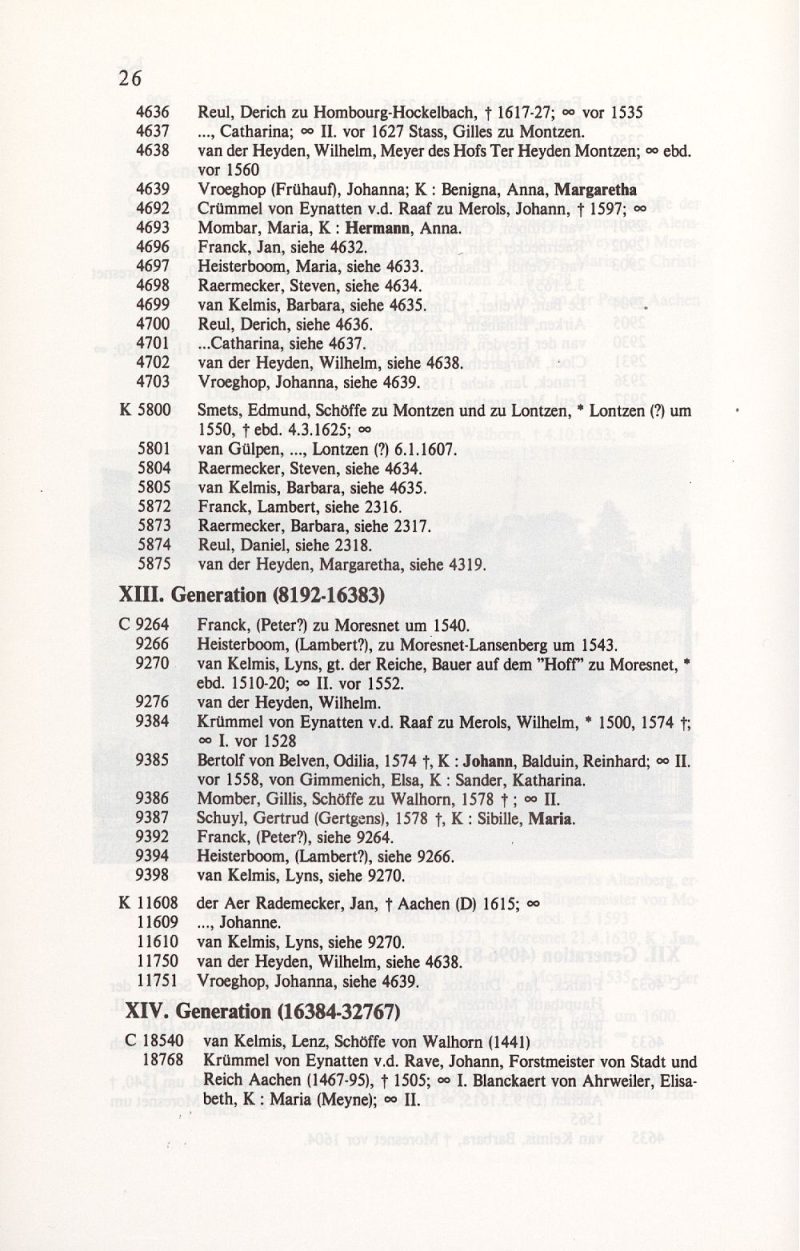 26
4636 Reul, Derich zu Hombourg-Hockelbach, † 1617-27; ∞ vor 1535
4637 ..., Catharina; ∞ II. vor 1627 Stass, Gilles zu Montzen.
4638 van der Heyden, Wilhelm, Meyer des Hofs Ter Heyden Montzen; ∞ ebd.
vor 1560
4639 Vroeghop (Frühauf), Johanna; K : Benigna, Anna, Margaretha
4692 Crümmel von Eynatten v.d. Raaf zu Merols, Johann, † 1597; ∞
4693 Mombar, Maria, K : Hermann, Anna.
4696 Franck, Jan, siehe 4632.
4697 Heisterboom, Maria, siehe 4633.
4698 Raermecker, Steven, siehe 4634.
4699 van Kelmis, Barbara, siehe 4635.
4700 Reul, Derich, siehe 4636.
4701 ...Catharina, siehe 4637.
4702 van der Heyden, Wilhelm, siehe 4638.
4703 Vroeghop, Johanna, siehe 4639.
K 5800 Smets, Edmund, Schöffe zu Montzen und zu Lontzen, * Lontzen (?) um
1550, † ebd. 4.3.1625; ∞
5801 van Gülpen, ..., Lontzen (?) 6.1.1607.
5804 Raermecker, Steven, siehe 4634.
5805 van Kelmis, Barbara, siehe 4635.
5872 Franck, Lambert, siehe 2316.
5873 Raermecker, Barbara, siehe 2317.
5874 Reul, Daniel, siehe 2318.
5875 van der Heyden, Margaretha, siehe 4319.
XIII. Generation (8192-16383)
C 9264 Franck, (Peter?) zu Moresnet um 1540.
9266 Heisterboom, (Lambert?), zu Moresnet-Lansenberg um 1543.
9270 van Kelmis, Lyns, gt. der Reiche, Bauer auf dem ”Hoff” zu Moresnet, *
ebd. 1510-20; ∞ II. vor 1552.
9276 van der Heyden, Wilhelm.
9384 Krümmel von Eynatten v.d. Raaf zu Merols, Wilhelm, * 1500, 1574 †;
∞ I. vor 1528
9385 Bertolf von Belven, Odilia, 1574 †, K : Johann, Balduin, Reinhard; ∞ II.
vor 1558, von Gimmenich, Elsa, K : Sander, Katharina.
9386 Momber, Gillis, Schöffe zu Walhorn, 1578 † ; ∞ II.
9387 Schuyl, Gertrud (Gertgens), 1578 †, K : Sibille, Maria.
9392 Franck, (Peter?), siehe 9264.
9394 Heisterboom, (Lambert?), siehe 9266.
9398 van Kelmis, Lyns, siehe 9270.
K 11608 der Aer Rademecker, Jan, † Aachen (D) 1615; ∞
11609 ..., Johanne.
11610 van Kelmis, Lyns, siehe 9270.
11750 van der Heyden, Wilhelm, siehe 4638.
11751 Vroeghop, Johanna, siehe 4639.
XIV. Generation (16384-32767)
C 18540 van Kelmis, Lenz, Schöffe von Walhorn (1441)
18768 Krümmel von Eynatten v.d. Rave, Johann, Forstmeister von Stadt und
Reich Aachen (1467-95), † 1505; ∞ I. Blanckaert von Ahrweiler, Elisa-
beth, K : Maria (Meyne); ∞ II.